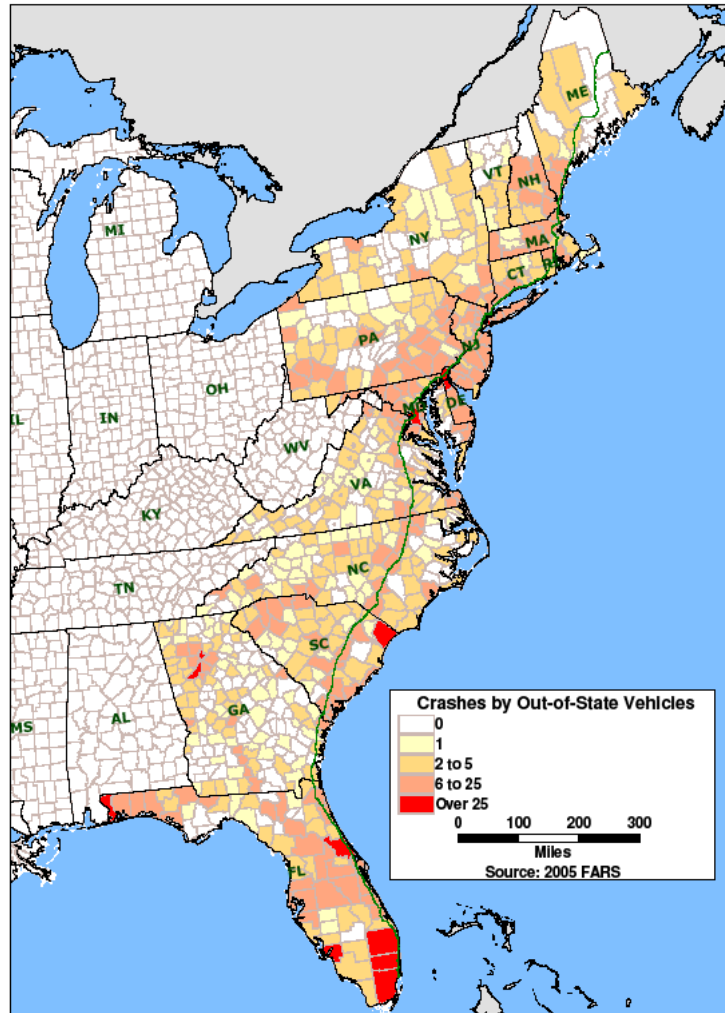 ME
VT
NH
MI
NY
MA
CT
RI
PA
NJ
OH
MD
DE
IL
IN
WV
VA
KY
NC
TN
SC
MS
AL
GA
FL
Crashes by Out-of-State Vehicles
0
1
2 to 5
6 to 25
Over 25
0 100 200 300
Miles
Source: 2005 FARS